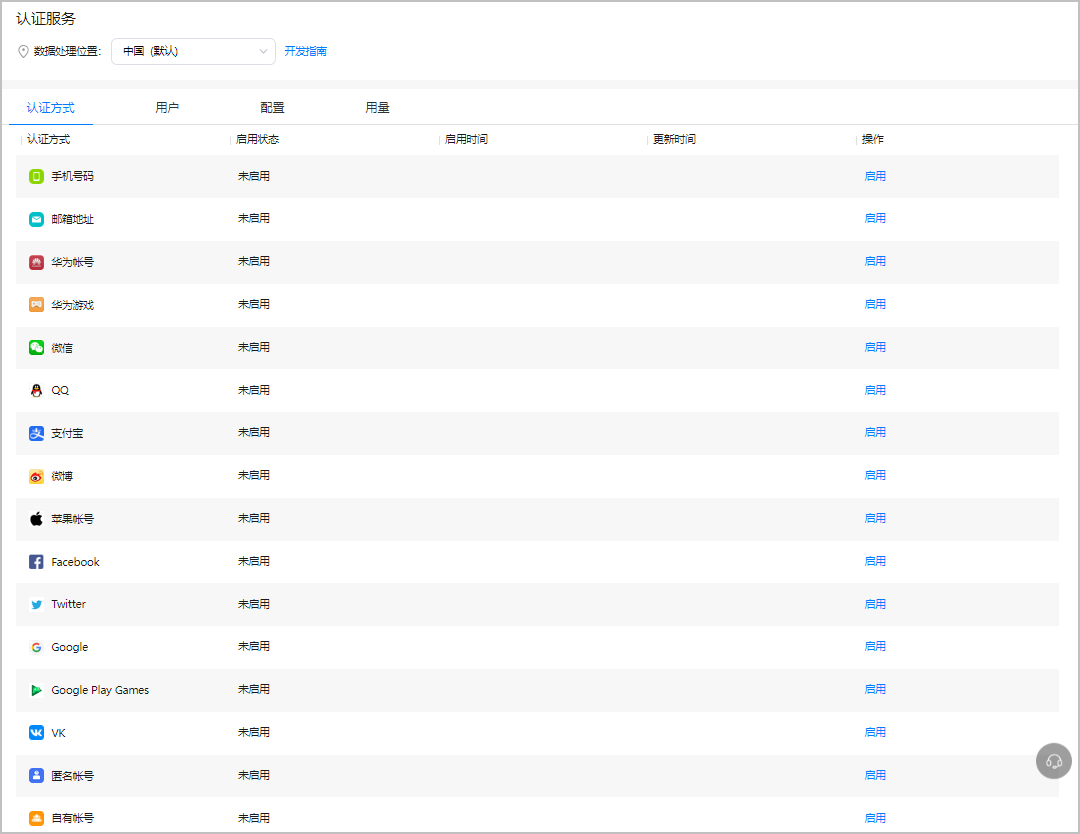 认证服务
数据处理位置: 中国 (默认) 开发指南
认证方式 用户 配置 用量
认证方式 启用状态 启用时间 更新时间 操作
手机号码 未启用 启用
邮箱地址 未启用 启用
华为帐号 未启用 启用
华为游戏 未启用 启用
微信 未启用 启用
QQ 未启用 启用
支付宝 未启用 启用
微博 未启用 启用
苹果帐号 未启用 启用
Facebook 未启用 启用
Twitter 未启用 启用
Google 未启用 启用
Google Play Games 未启用 启用
VK 未启用 启用
匿名帐号 未启用 启用
自有帐号 未启用 启用